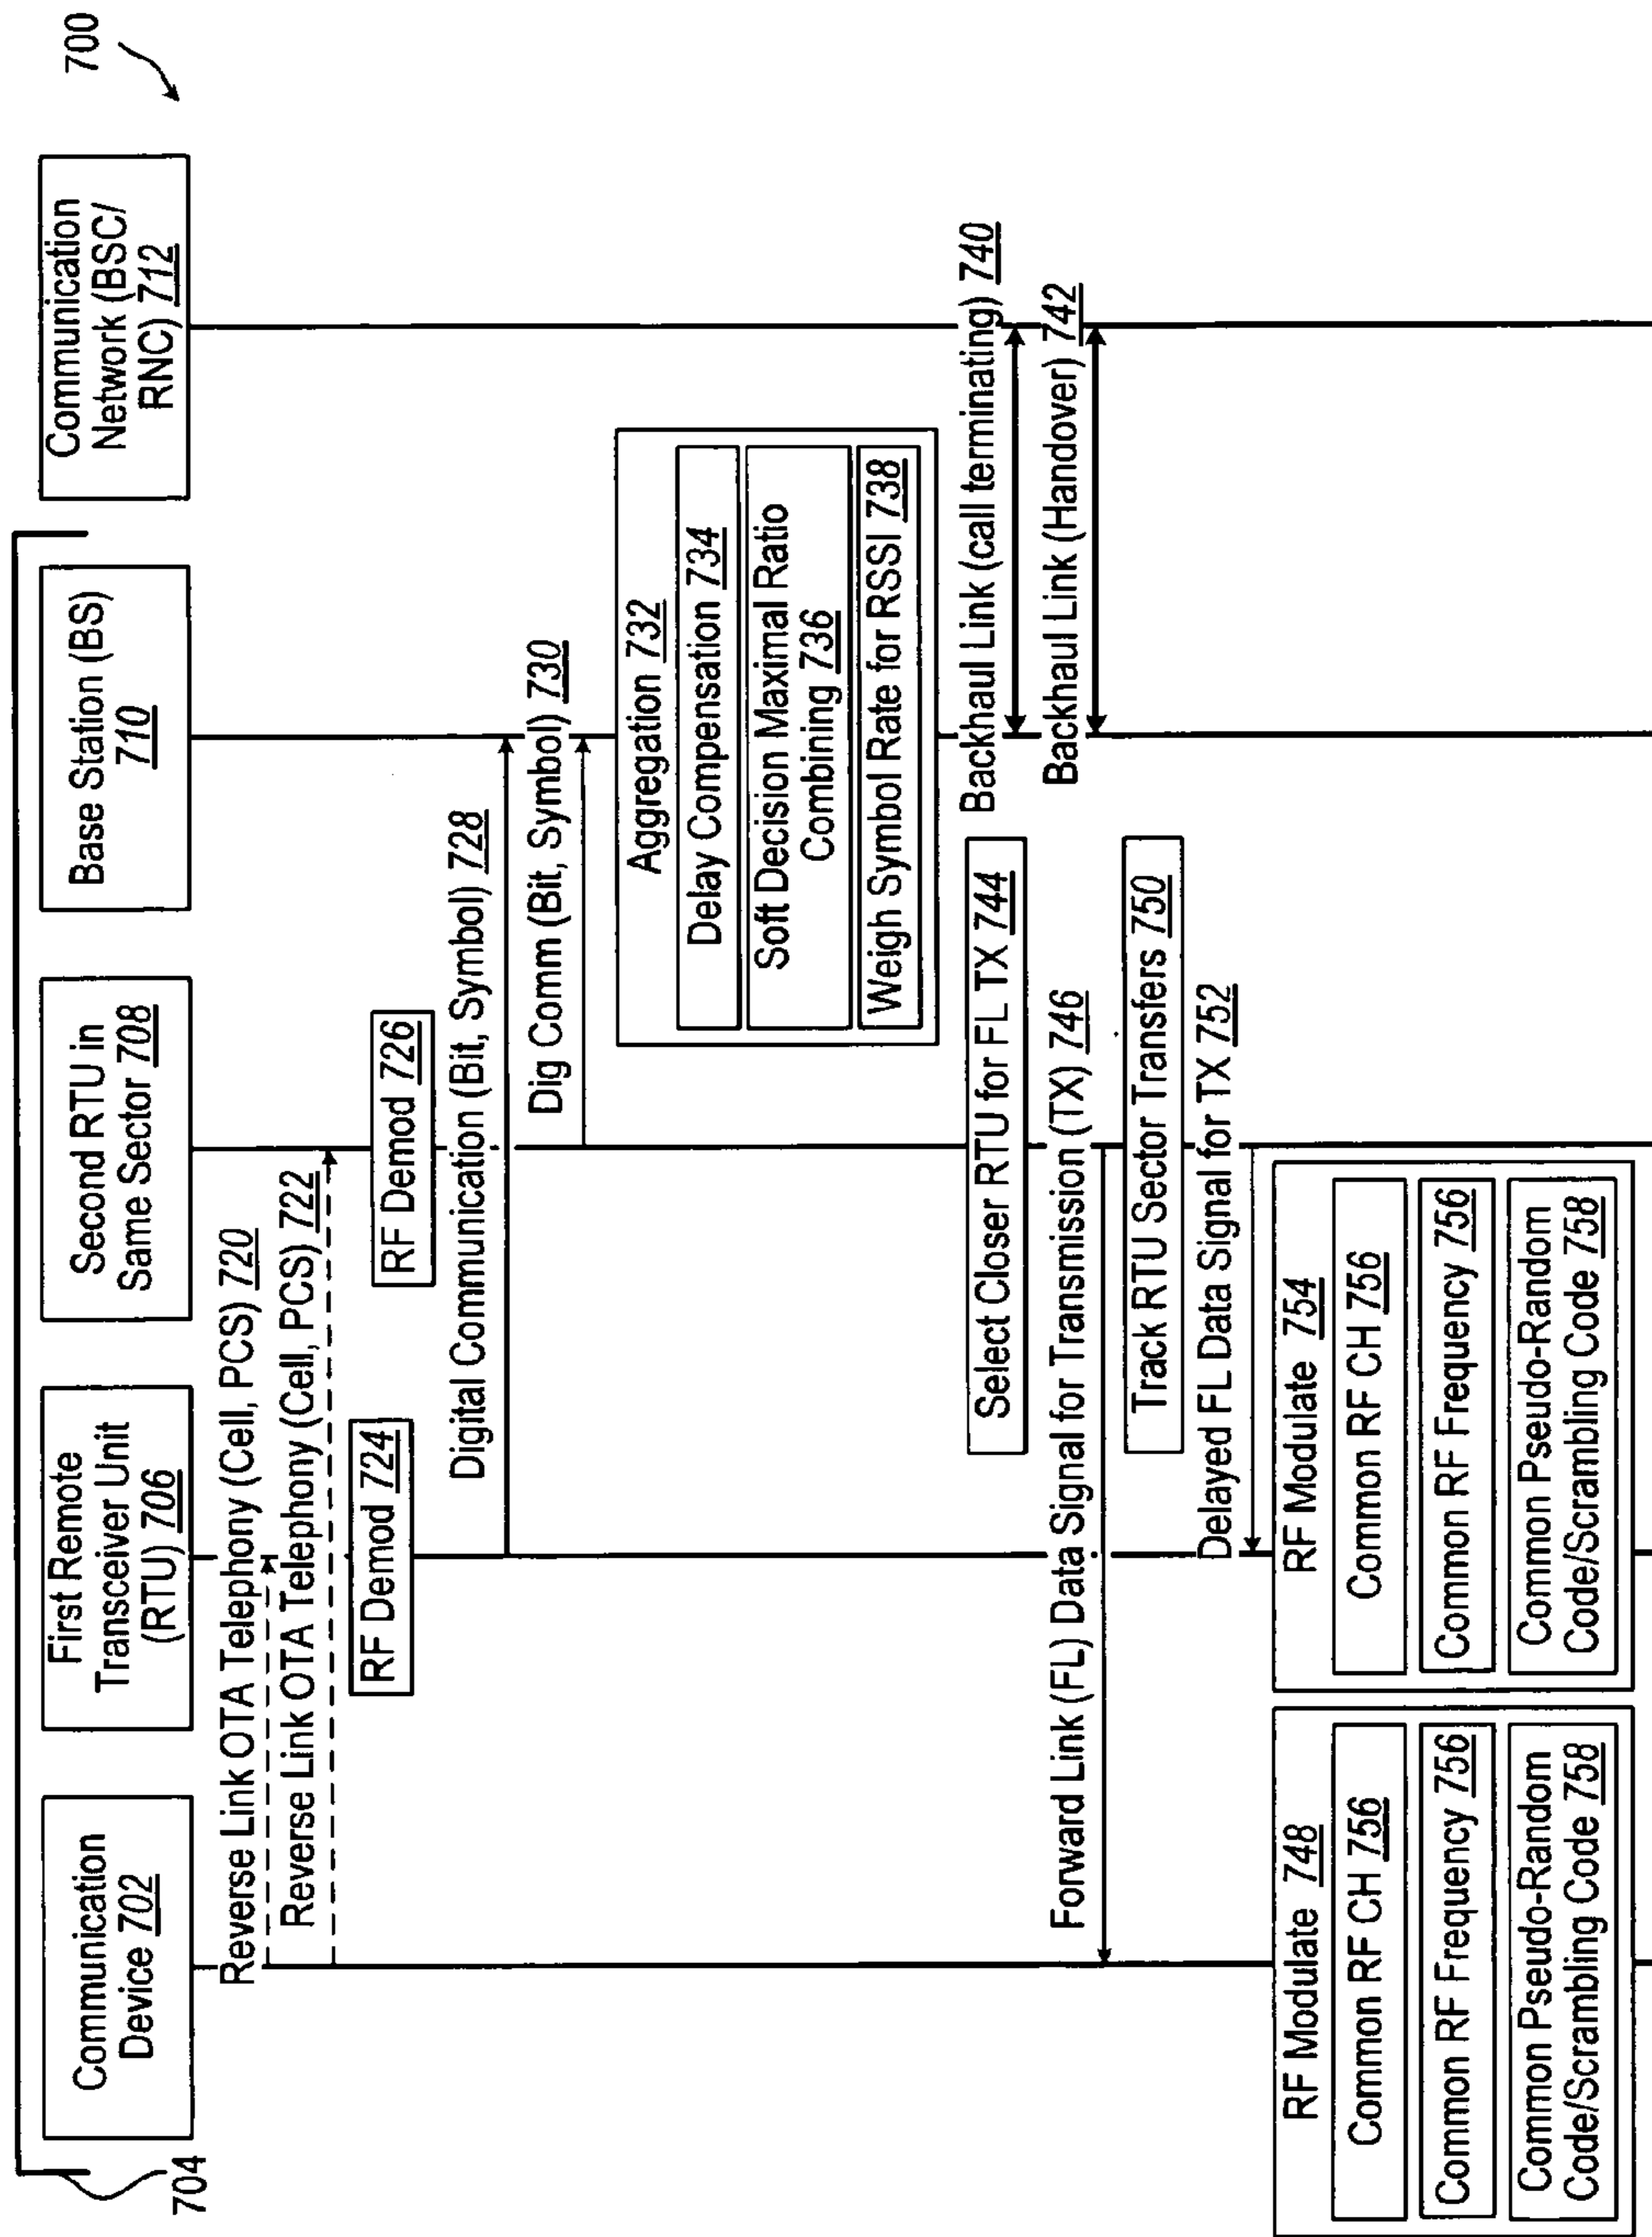 700
704
Communication
Device 702
First Remote
Transceiver Unit
(RTU) 706
Second RTU in
Same Sector 708
Base Station (BS)
710
Communication
Network (BSC/
RNC) 712
Reverse Link OTA Telephony (Cell, PCS) 720
Reverse Link OTA Telephony (Cell, PCS) 722
RF Demod 724
RF Demod 726
Digital Communication (Bit, Symbol) 728
Dig Comm (Bit, Symbol) 730
Aggregation 732
Delay Compensation 734
Soft Decision Maximal Ratio
Combining 736
Weigh Symbol Rate for RSSI 738
Backhaul Link (call terminating) 740
Backhaul Link (Handover) 742
Select Closer RTU for FL TX 744
Forward Link (FL) Data Signal for Transmission (TX) 746
Track RTU Sector Transfers 750
Delayed FL Data Signal for TX 752
RF Modulate 748
Common RF CH 756
Common RF Frequency 756
Common Pseudo-Random
Code/Scrambling Code 758
RF Modulate 754
Common RF CH 756
Common RF Frequency 756
Common Pseudo-Random
Code/Scrambling Code 758